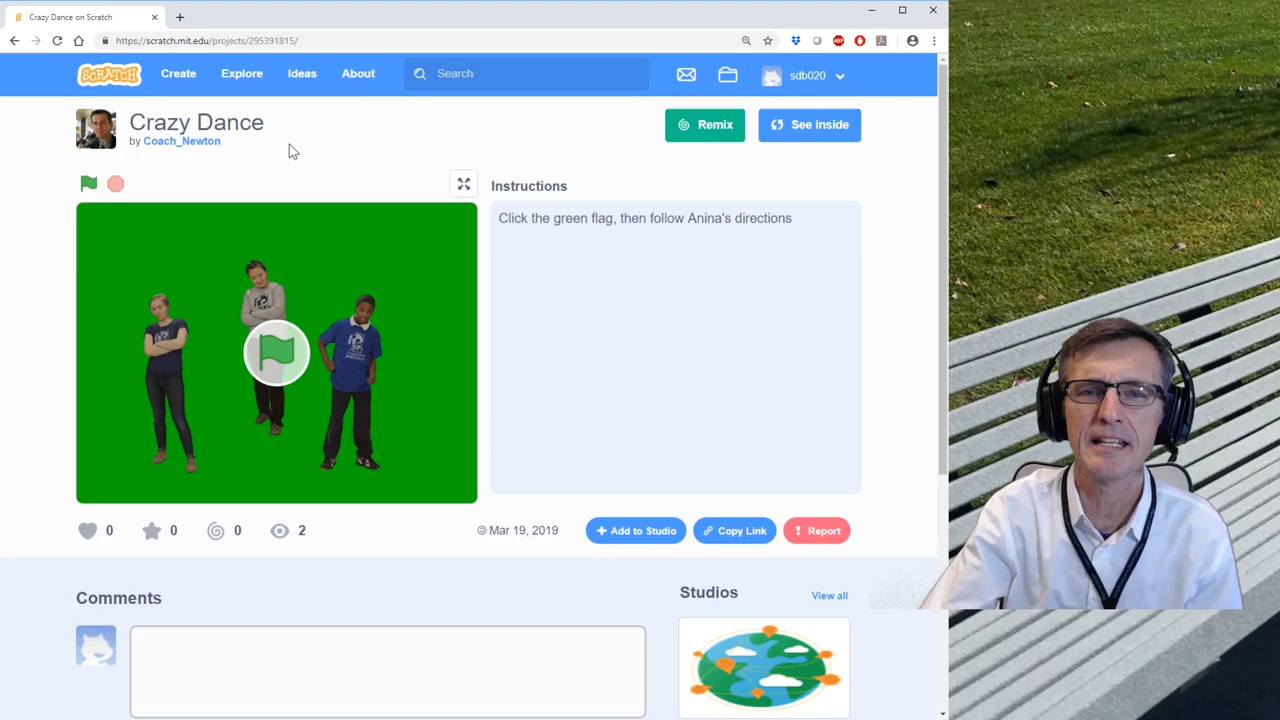 Crazy Dance on Scratch
https://scratch.mit.edu/projects/295391815/
ABP
SCRATCH
Create
Explore
Ideas
About
Search
sdb020
Crazy Dance
by Coach_Newton
Remix
See inside
Instructions
Click the green flag, then follow Anina's directions
0
0
0
2
© Mar 19, 2019
Add to Studio
Copy Link
Report
Comments
Studios
View all